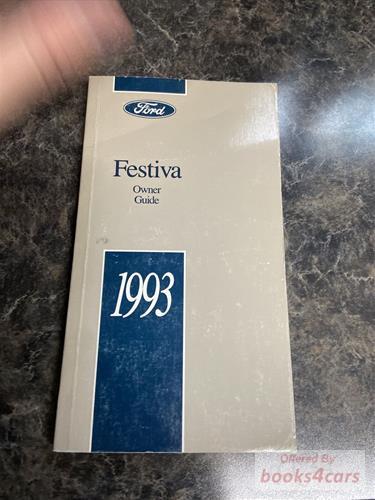 Ford
Festiva
Owner
Guide
1993
Offered By
books4cars